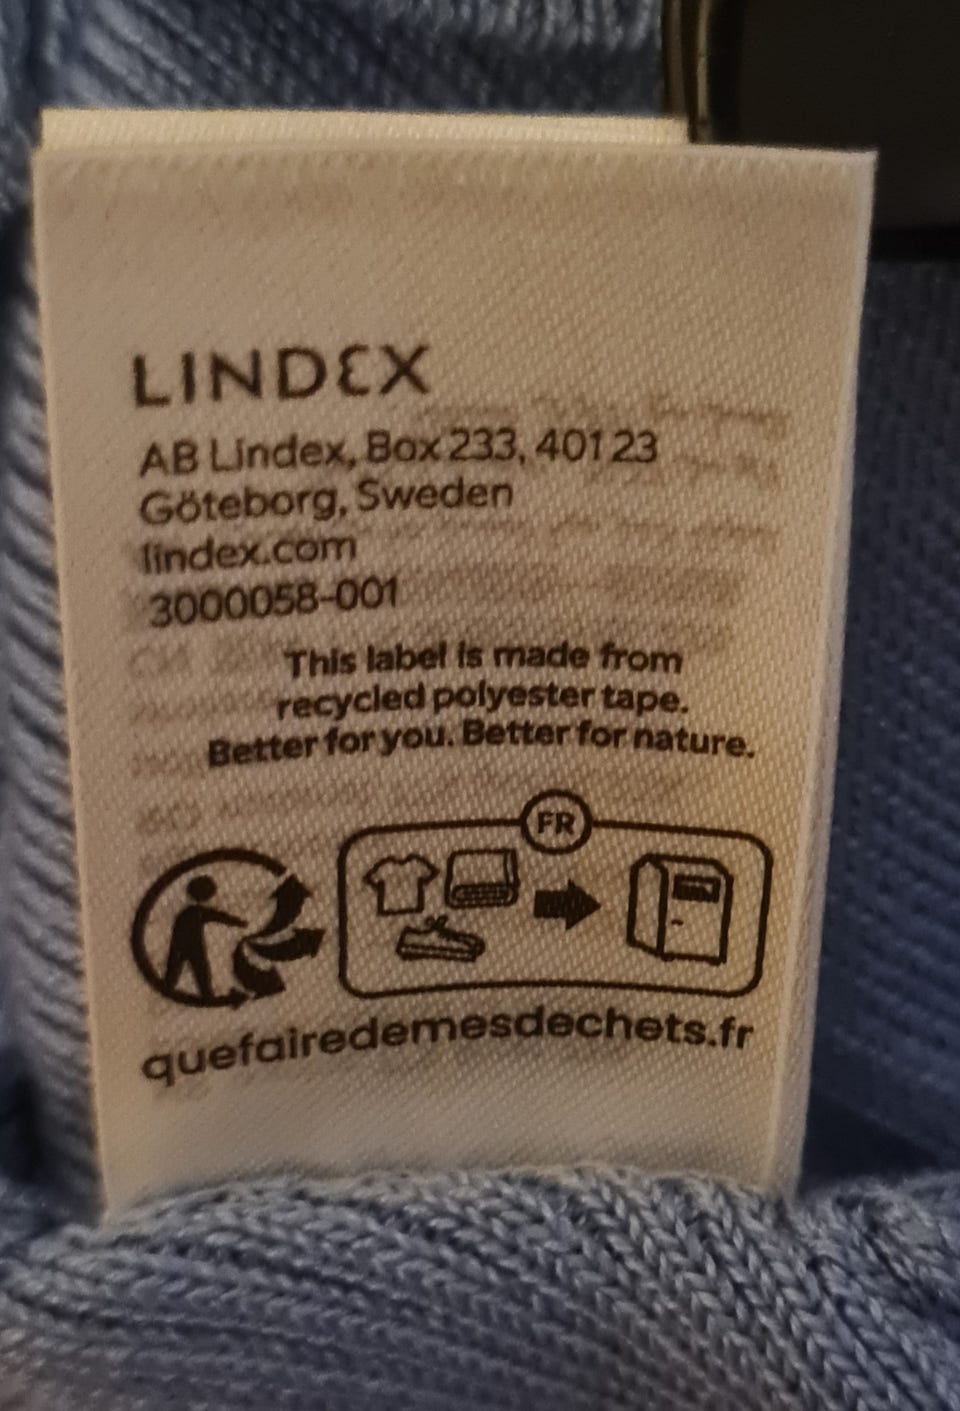 LINDEX
AB Lindex, Box 233, 401 23
Göteborg, Sweden
lindex.com
3000058-001
This label is made from
recycled polyester tape.
Better for you. Better for nature.
FR
quefairedemesdechets.fr